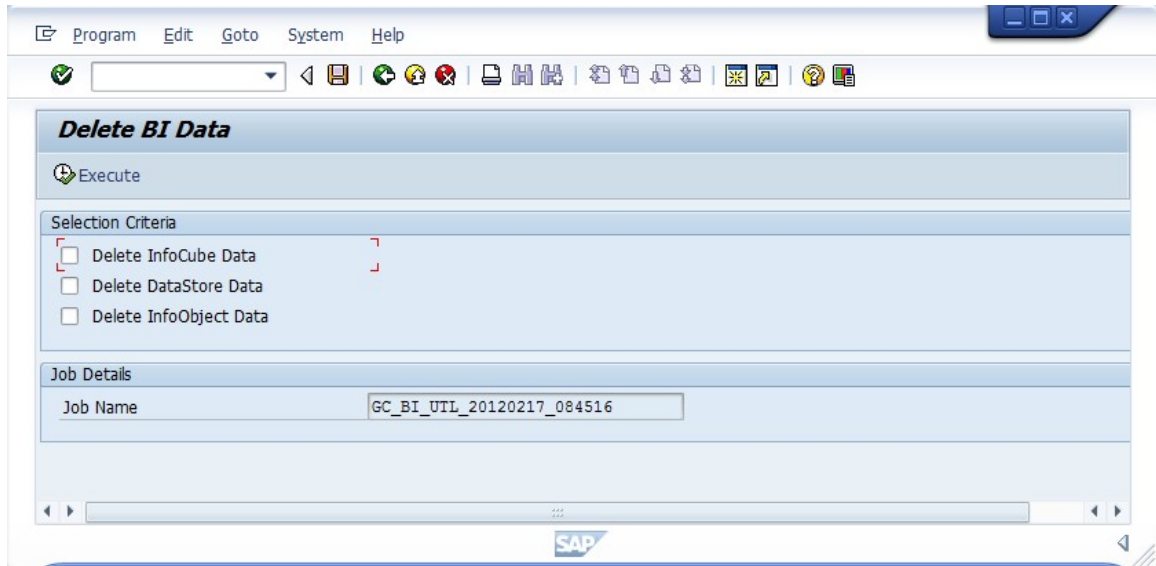 Program Edit Goto System Help
Delete BI Data
Execute
Selection Criteria
Delete InfoCube Data
Delete DataStore Data
Delete InfoObject Data
Job Details
Job Name GC_BI_UTL_20120217_084516
SAP